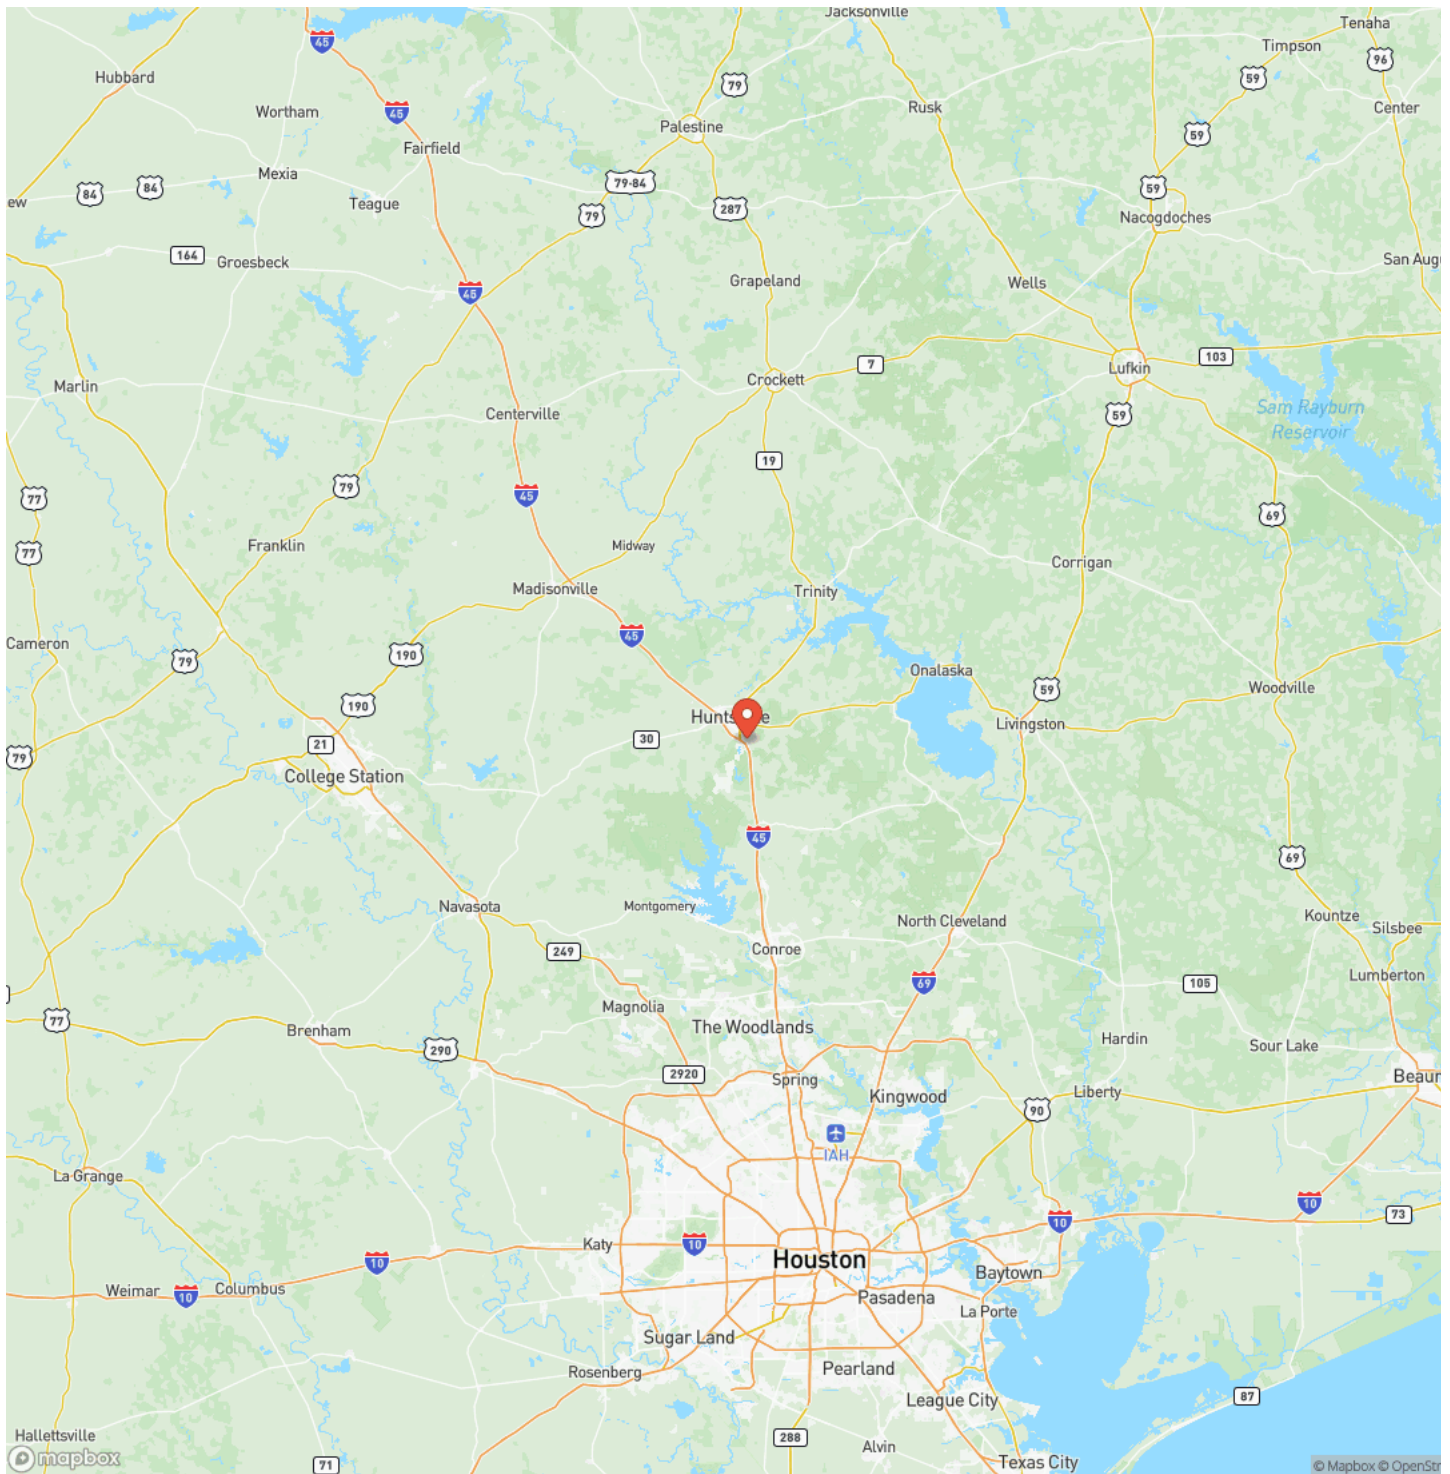 Jacksonville
Tenaha
45
Timpson
96
Hubbard
79
59
Wortham
45
Rusk
Center
Palestine
59
Fairfield
Mexia
79-84
59
84
84
Teague
287
ew
79
Nacogdoches
164
Groesbeck
San Aug
Grapeland
Wells
45
103
7
Lufkin
Marlin
Crockett
Centerville
59
Sam Rayburn
Reservoir
19
79
45
77
69
Franklin
Midway
77
Corrigan
Madisonville
Trinity
45
Cameron
190
79
Onalaska
59
Woodville
190
Livingston
21
30
79
College Station
45
69
Navasota
Montgomery
Kountze
North Cleveland
Silsbee
249
Conroe
69
Lumberton
105
Magnolia
77
The Woodlands
Brenham
Hardin
290
Sour Lake
2920
Spring
Beaur
Kingwood
Liberty
90
IAH
La Grange
10
73
10
Katy
10
10
Houston
Baytown
Weimar
10
Columbus
Pasadena
La Porte
Sugar Land
Rosenberg
Pearland
League City
87
Hallettsville
288
Alvin
mapbox
71
Texas City
© Mapbox © OpenStr